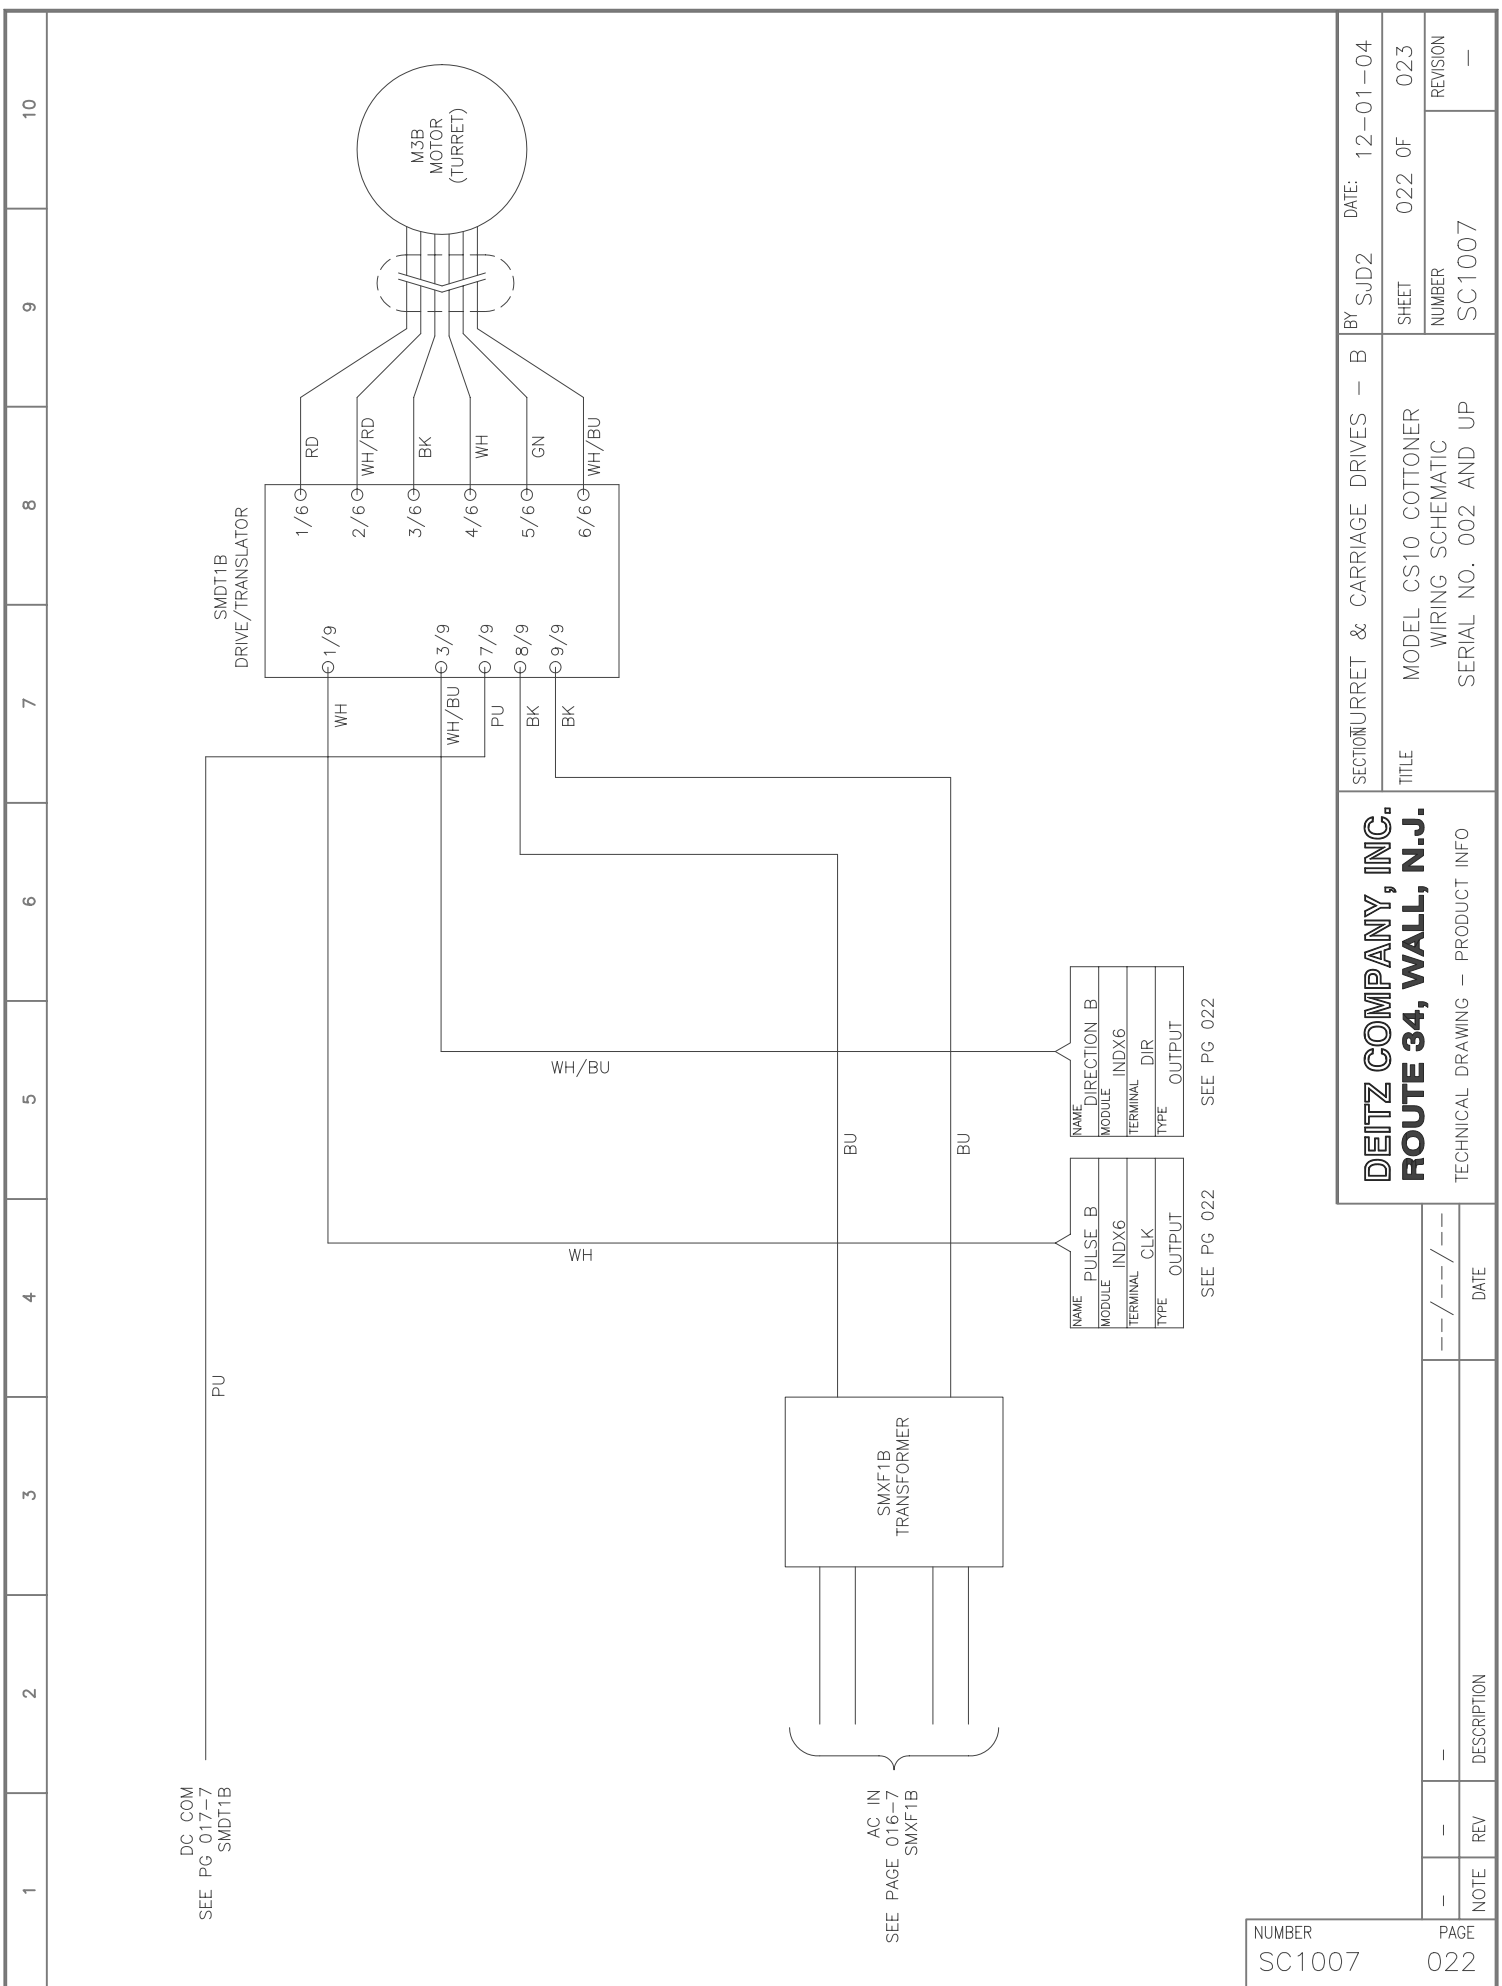 1
2
3
4
5
6
7
8
9
10
DC COM
SEE PG 017-7
SMDT1B
PU
SMDT1B
DRIVE/TRANSLATOR
1/9
3/9
7/9
8/9
9/9
1/6
2/6
3/6
4/6
5/6
6/6
WH
WH/BU
PU
BK
BK
RD
WH/RD
BK
WH
GN
WH/BU
M3B
MOTOR
(TURRET)
WH
WH/BU
BU
BU
AC IN
SEE PAGE 016-7
SMXF1B
SMXF1B
TRANSFORMER
NAME PULSE B
MODULE INDX6
TERMINAL CLK
TYPE OUTPUT
SEE PG 022
NAME DIRECTION B
MODULE INDX6
TERMINAL DIR
TYPE OUTPUT
SEE PG 022
NUMBER
SC1007
PAGE
022
- - - --/--/--
NOTE REV DESCRIPTION DATE
DEITZ COMPANY, INC.
ROUTE 34, WALL, N.J.
TECHNICAL DRAWING - PRODUCT INFO
SECTION TURRET & CARRIAGE DRIVES - B
TITLE MODEL CS10 COTTONER
WIRING SCHEMATIC
SERIAL NO. 002 AND UP
BY SJD2 DATE: 12-01-04
SHEET 022 OF 023
NUMBER
SC1007
REVISION
-